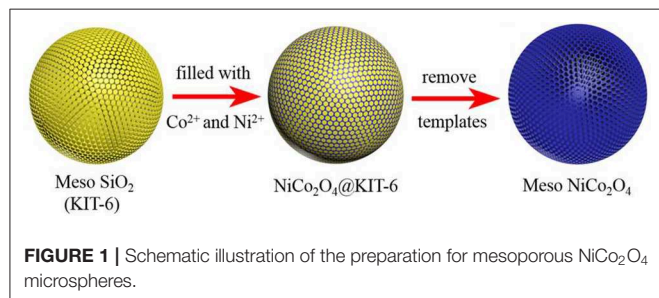 filled with
Co²⁺ and Ni²⁺
remove
templates
Meso SiO₂
(KIT-6)
NiCo₂O₄@KIT-6
Meso NiCo₂O₄
FIGURE 1 | Schematic illustration of the preparation for mesoporous NiCo₂O₄
microspheres.